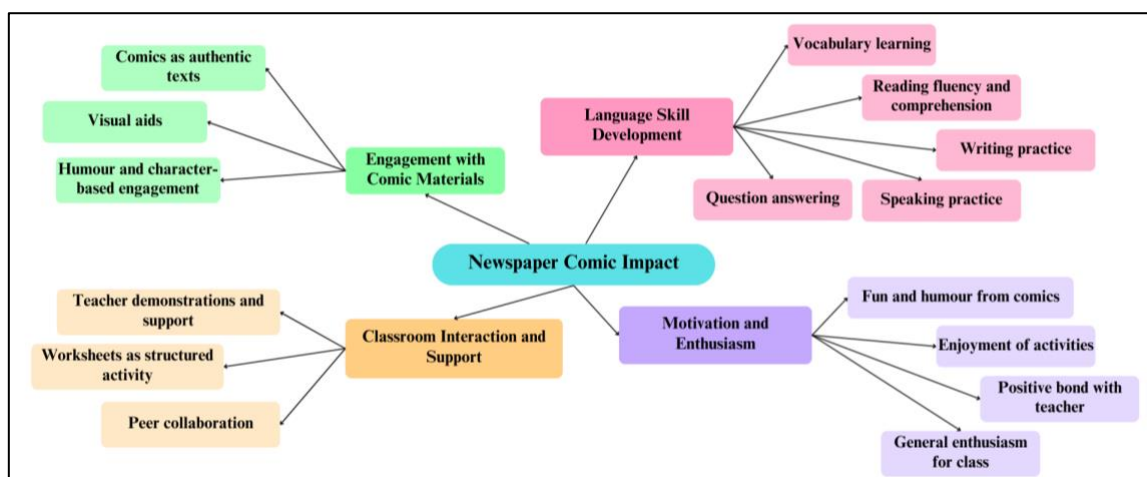 Comics as authentic
texts
Visual aids
Humour and character-
based engagement
Engagement with
Comic Materials
Language Skill
Development
Vocabulary learning
Reading fluency and
comprehension
Writing practice
Speaking practice
Question answering
Newspaper Comic Impact
Teacher demonstrations and
support
Worksheets as structured
activity
Peer collaboration
Classroom Interaction and
Support
Motivation and
Enthusiasm
Fun and humour from comics
Enjoyment of activities
Positive bond with
teacher
General enthusiasm
for class